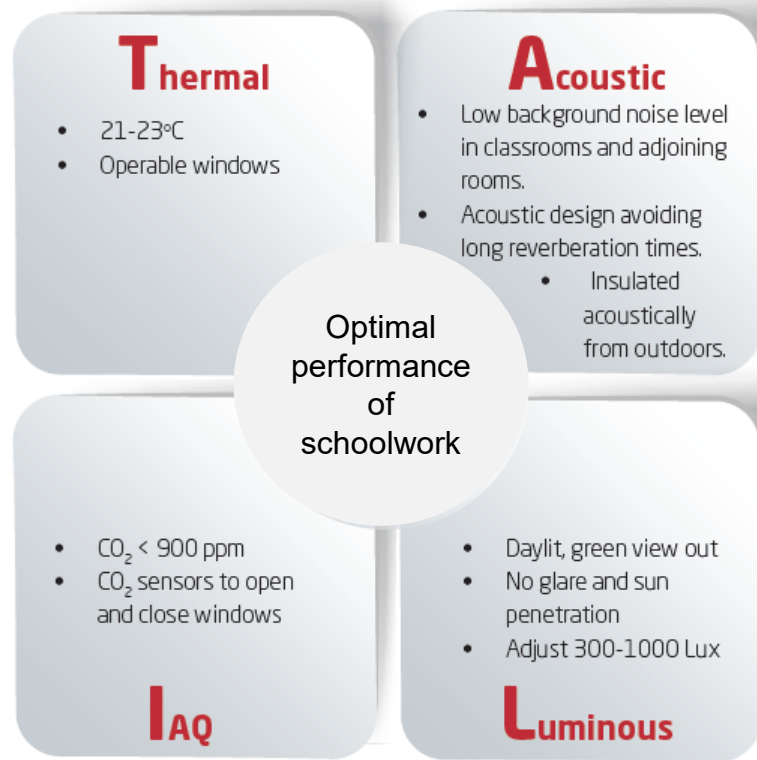 Thermal
• 21-23ºC
• Operable windows
Acoustic
• Low background noise level
in classrooms and adjoining
rooms.
• Acoustic design avoiding
long reverberation times.
• Insulated
acoustically
from outdoors.
Optimal
performance
of
schoolwork
• CO₂ < 900 ppm
• CO₂ sensors to open
and close windows
IAQ
• Daylit, green view out
• No glare and sun
penetration
• Adjust 300-1000 Lux
Luminous